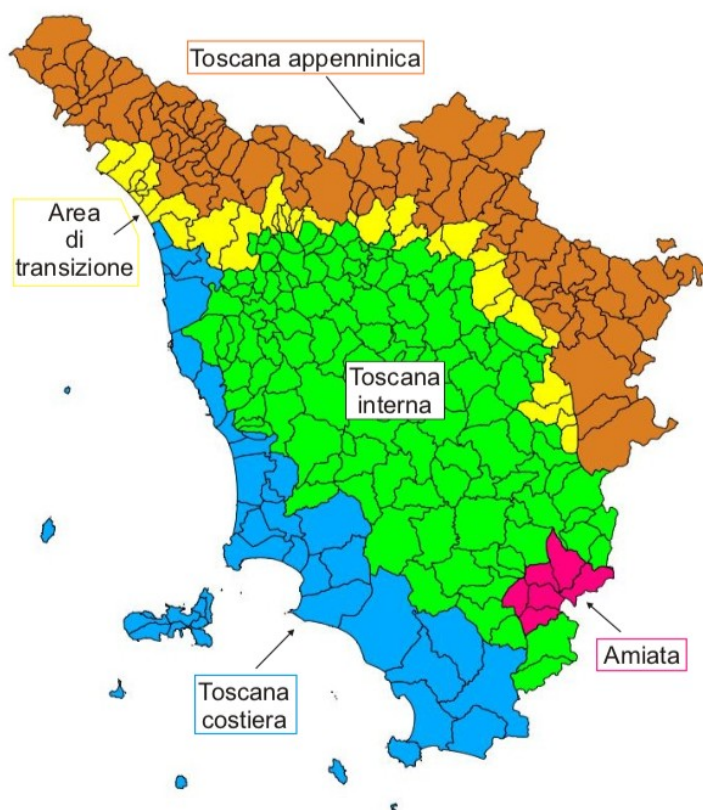 Toscana appenninica
Area
di
transizione
Toscana
interna
Amiata
Toscana
costiera